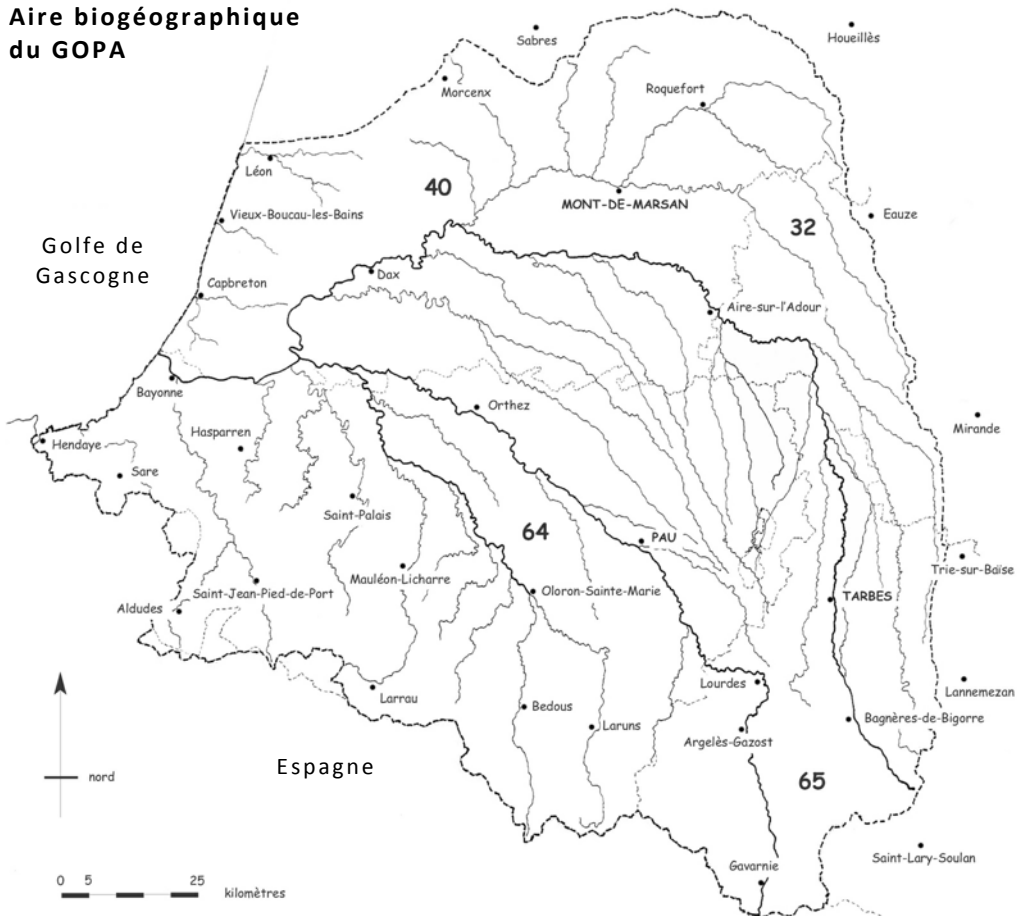 Aire biogéographique
du GOPA
Sabres
Houeillès
Morcenx
Roquefort
Léon
40
MONT-DE-MARSAN
Vieux-Boucau-les-Bains
32
Eauze
Golfe de
Gascogne
Dax
Capbreton
Aire-sur-l'Adour
Bayonne
Orthez
Mirande
Hendaye
Hasparren
Sare
Saint-Palais
64
PAU
Trie-sur-Baïse
Mauléon-Licharre
Saint-Jean-Pied-de-Port
Oloron-Sainte-Marie
TARBES
Aldudes
Larrau
Lourdes
Lannemezan
Bedous
Laruns
Argelès-Gazost
Bagnères-de-Bigorre
Espagne
nord
65
Saint-Lary-Soulan
Gavarnie
0 5 25
kilomètres